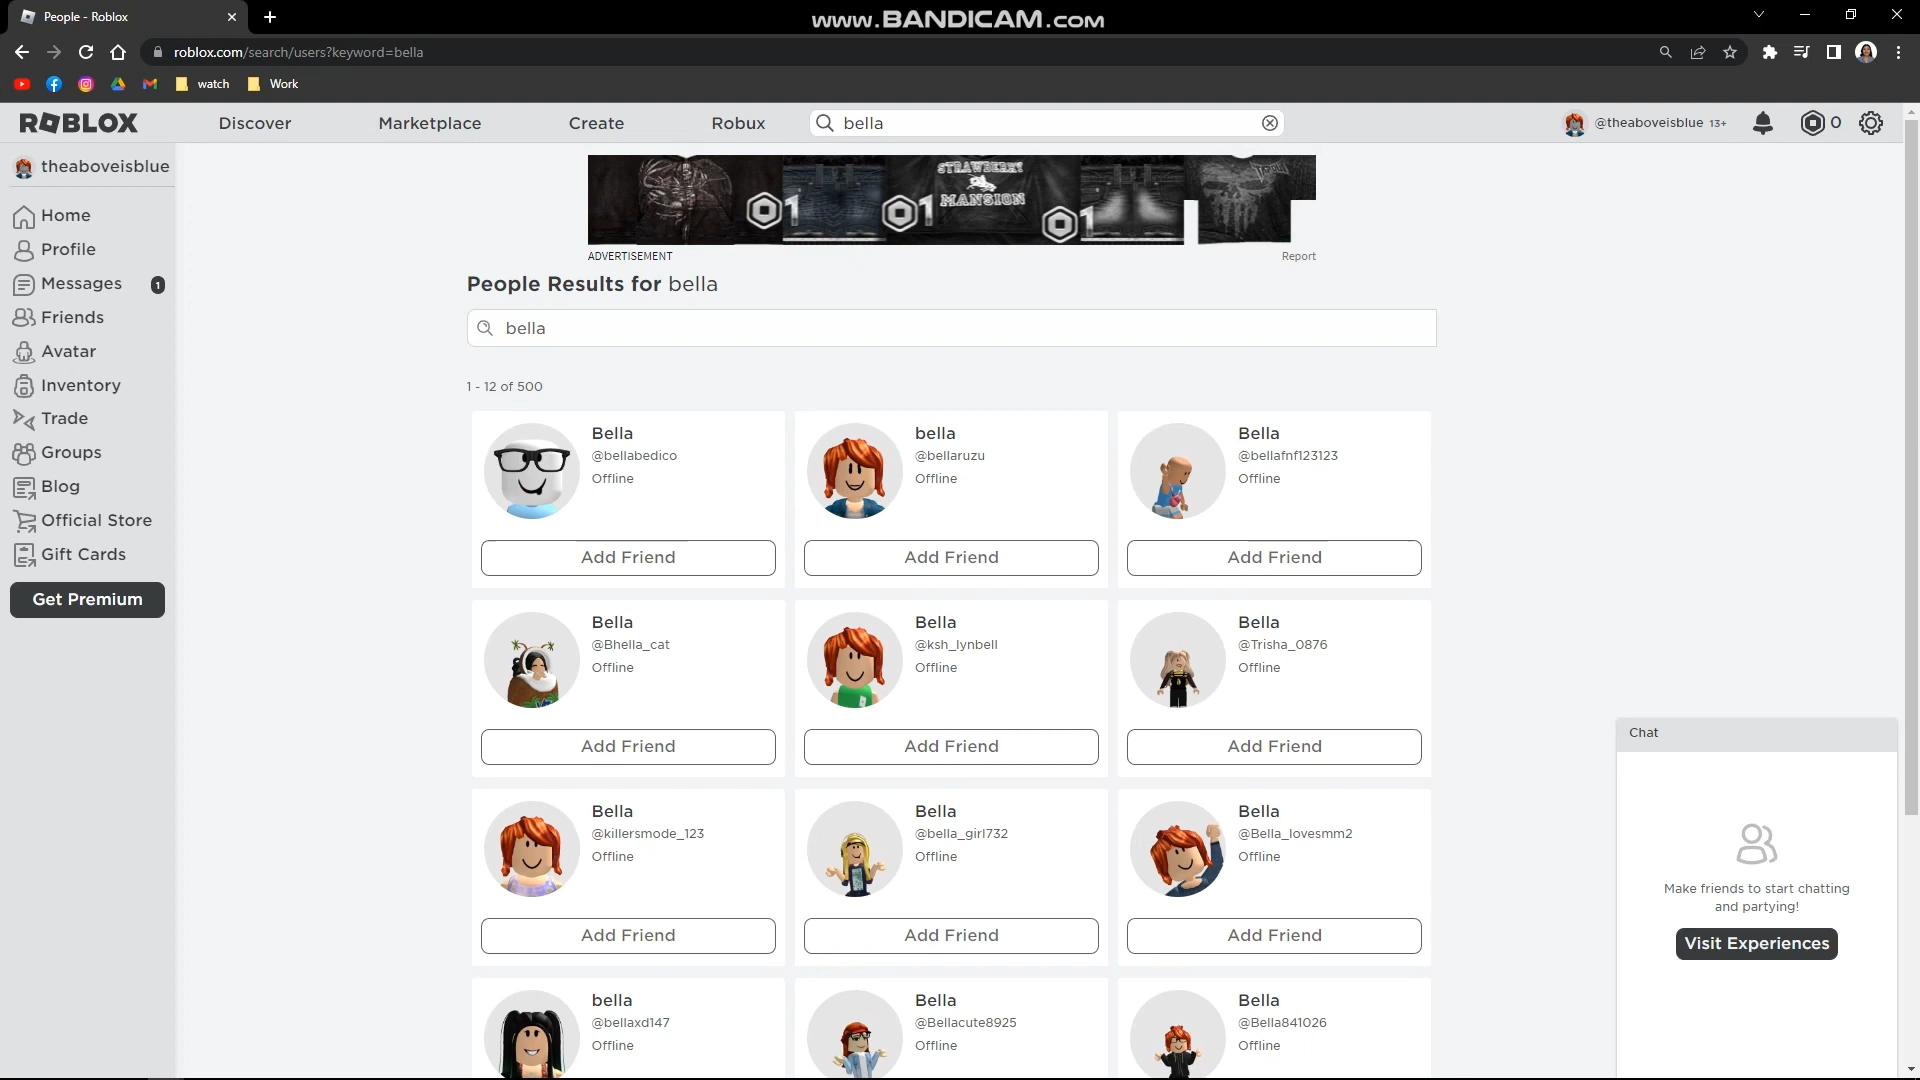 People - Roblox
www.BANDICAM.com
roblox.com/search/users?keyword=bella
watch
Work
ROBLOX
Discover
Marketplace
Create
Robux
bella
@theaboveisblue 13+
0
theaboveisblue
Home
Profile
Messages
1
Friends
Avatar
Inventory
Trade
Groups
Blog
Official Store
Gift Cards
Get Premium
1
1
STRAWBERRY
MANSION
1
TAPOUT
ADVERTISEMENT
Report
People Results for bella
bella
1 - 12 of 500
Bella
@bellabedico
Offline
Add Friend
bella
@bellaruzu
Offline
Add Friend
Bella
@bellafnf123123
Offline
Add Friend
Bella
@Bhella_cat
Offline
Add Friend
Bella
@ksh_lynbell
Offline
Add Friend
Bella
@Trisha_0876
Offline
Add Friend
Bella
@killersmode_123
Offline
Add Friend
Bella
@bella_girl732
Offline
Add Friend
Bella
@Bella_lovesmm2
Offline
Add Friend
bella
@bellaxd147
Offline
Bella
@Bellacute8925
Offline
Bella
@Bella841026
Offline
Chat
Make friends to start chatting
and partying!
Visit Experiences